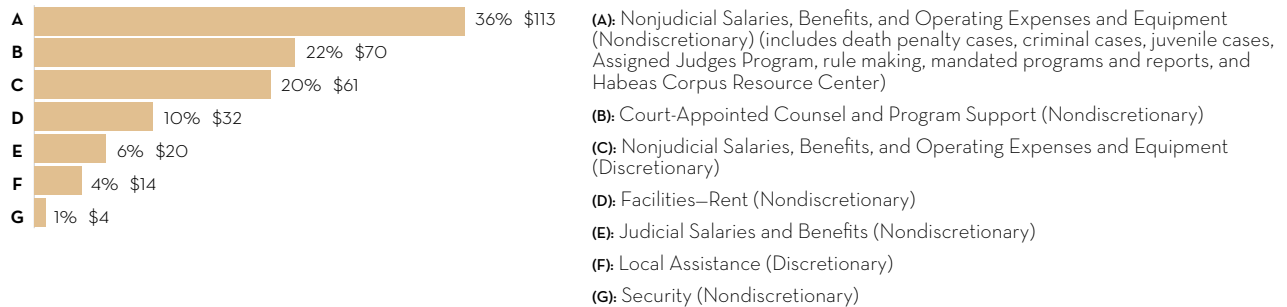 A 36% $113
B 22% $70
C 20% $61
D 10% $32
E 6% $20
F 4% $14
G 1% $4
(A): Nonjudicial Salaries, Benefits, and Operating Expenses and Equipment
(Nondiscretionary) (includes death penalty cases, criminal cases, juvenile cases,
Assigned Judges Program, rule making, mandated programs and reports, and
Habeas Corpus Resource Center)
(B): Court-Appointed Counsel and Program Support (Nondiscretionary)
(C): Nonjudicial Salaries, Benefits, and Operating Expenses and Equipment
(Discretionary)
(D): Facilities—Rent (Nondiscretionary)
(E): Judicial Salaries and Benefits (Nondiscretionary)
(F): Local Assistance (Discretionary)
(G): Security (Nondiscretionary)